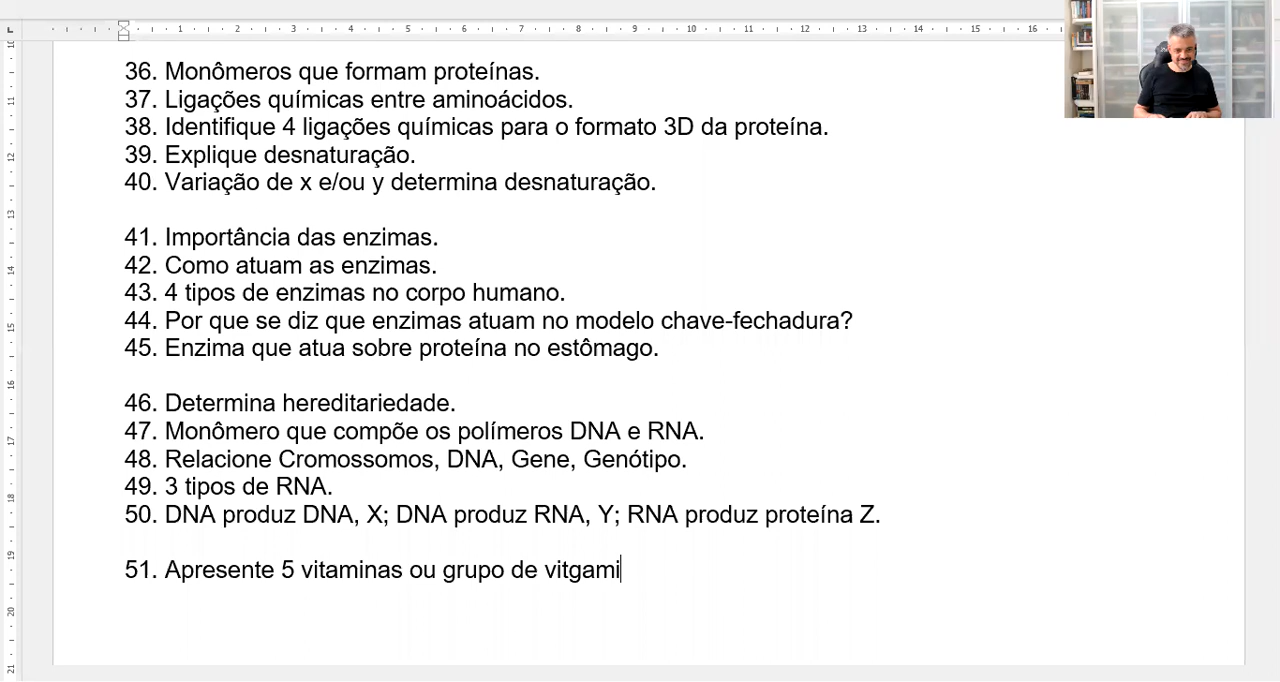 36. Monômeros que formam proteínas.
37. Ligações químicas entre aminoácidos.
38. Identifique 4 ligações químicas para o formato 3D da proteína.
39. Explique desnaturação.
40. Variação de x e/ou y determina desnaturação.
41. Importância das enzimas.
42. Como atuam as enzimas.
43. 4 tipos de enzimas no corpo humano.
44. Por que se diz que enzimas atuam no modelo chave-fechadura?
45. Enzima que atua sobre proteína no estômago.
46. Determina hereditariedade.
47. Monômero que compõe os polímeros DNA e RNA.
48. Relacione Cromossomos, DNA, Gene, Genótipo.
49. 3 tipos de RNA.
50. DNA produz DNA, X; DNA produz RNA, Y; RNA produz proteína Z.
51. Apresente 5 vitaminas ou grupo de vitgami